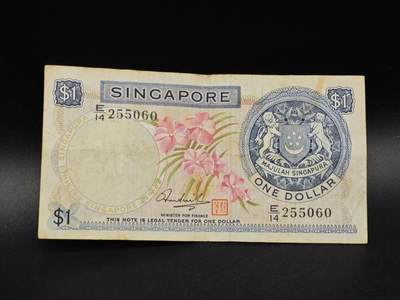 $1
SINGAPORE
$1
E/14 255060
MAJULAH SINGAPURA
ONE DOLLAR
MINISTER FOR FINANCE
$1
THIS NOTE IS LEGAL TENDER FOR ONE DOLLAR
E/14 255060